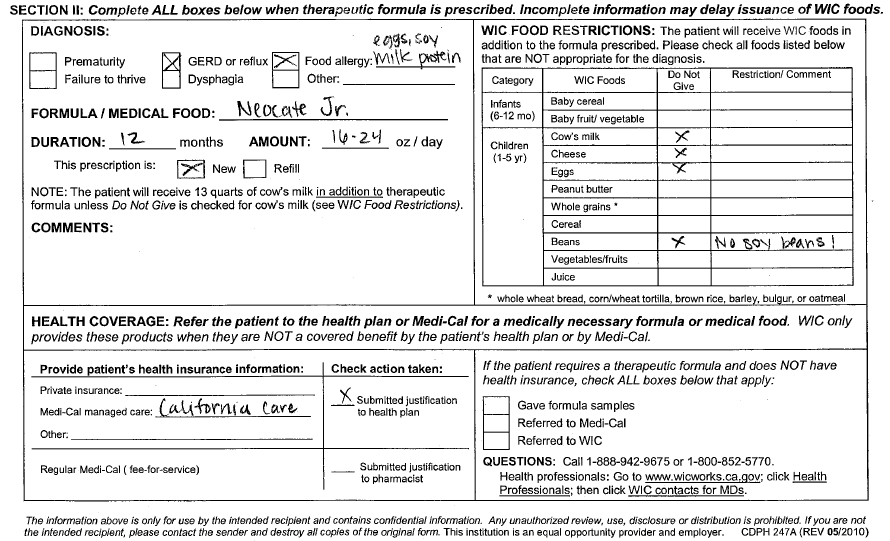 SECTION II: Complete ALL boxes below when therapeutic formula is prescribed. Incomplete information may delay issuance of WIC foods.
DIAGNOSIS:
eggs, soy
Prematurity GERD or reflux Food allergy: milk protein
Failure to thrive Dysphagia Other:
FORMULA / MEDICAL FOOD: Neocate Jr.
DURATION: 12 months AMOUNT: 16-24 oz / day
This prescription is: X New Refill
NOTE: The patient will receive 13 quarts of cow's milk in addition to therapeutic
formula unless Do Not Give is checked for cow's milk (see WIC Food Restrictions).
COMMENTS:
WIC FOOD RESTRICTIONS: The patient will receive WIC foods in
addition to the formula prescribed. Please check all foods listed below
that are NOT appropriate for the diagnosis.
Category WIC Foods Do Not Give Restriction/ Comment
Infants (6-12 mo) Baby cereal
Baby fruit/ vegetable
Children (1-5 yr) Cow's milk X
Cheese X
Eggs X
Peanut butter
Whole grains *
Cereal
Beans X No soy beans!
Vegetables/fruits
Juice
* whole wheat bread, corn/wheat tortilla, brown rice, barley, bulgur, or oatmeal
HEALTH COVERAGE: Refer the patient to the health plan or Medi-Cal for a medically necessary formula or medical food. WIC only
provides these products when they are NOT a covered benefit by the patient's health plan or by Medi-Cal.
Provide patient's health insurance information:
Private insurance:
Medi-Cal managed care: California Care
Other:
Regular Medi-Cal ( fee-for-service)
Check action taken:
X Submitted justification
to health plan
Submitted justification
to pharmacist
If the patient requires a therapeutic formula and does NOT have
health insurance, check ALL boxes below that apply:
Gave formula samples
Referred to Medi-Cal
Referred to WIC
QUESTIONS: Call 1-888-942-9675 or 1-800-852-5770.
Health professionals: Go to www.wicworks.ca.gov; click Health
Professionals; then click WIC contacts for MDs.
The information above is only for use by the intended recipient and contains confidential information. Any unauthorized review, use, disclosure or distribution is prohibited. If you are not
the intended recipient, please contact the sender and destroy all copies of the original form. This institution is an equal opportunity provider and employer. CDPH 247A (REV 05/2010)